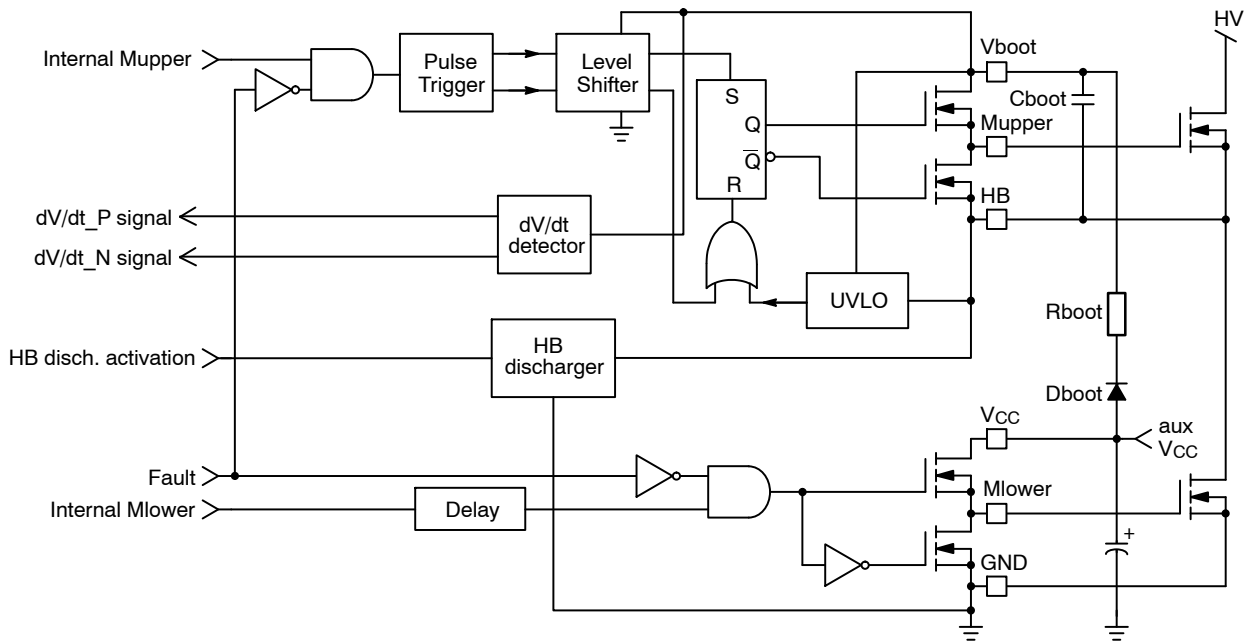 HV
Internal Mupper
Pulse
Trigger
Level
Shifter
Vboot
Cboot
S
Q
Q̅
R
Mupper
HB
dV/dt_P signal
dV/dt_N signal
dV/dt
detector
UVLO
Rboot
HB disch. activation
HB
discharger
Dboot
VCC
aux
VCC
Fault
Internal Mlower
Delay
Mlower
+
GND